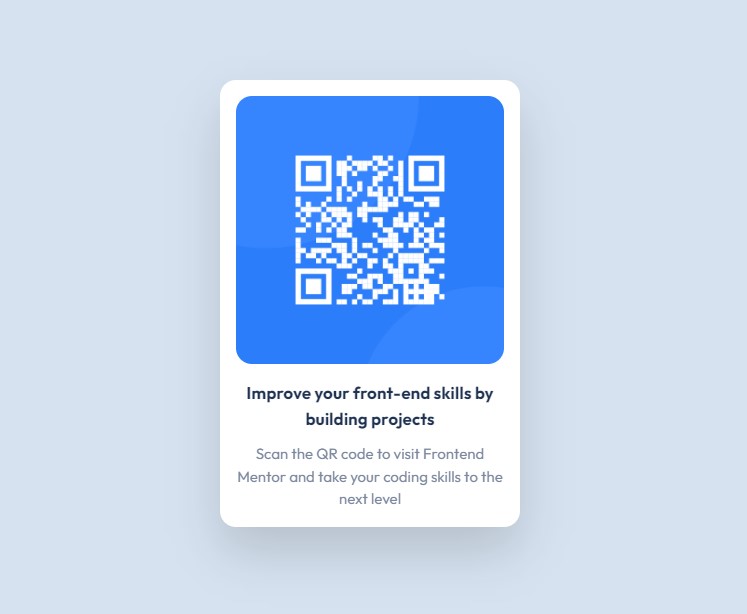 Improve your front-end skills by
building projects
Scan the QR code to visit Frontend
Mentor and take your coding skills to the
next level